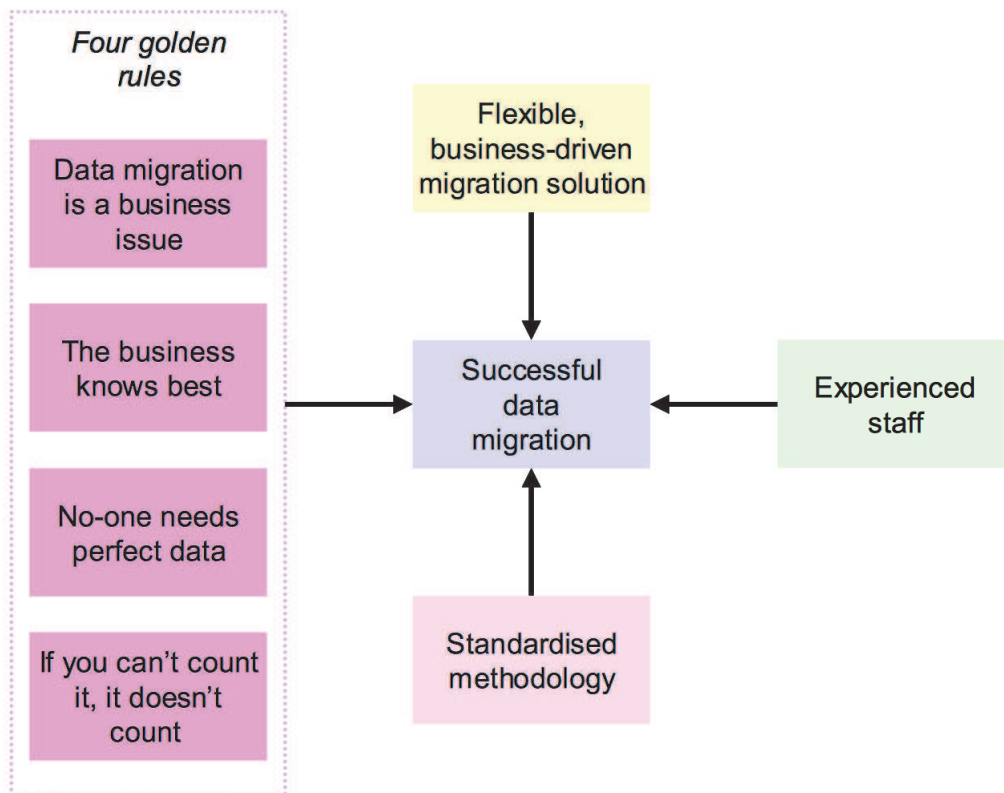 Four golden
rules
Data migration
is a business
issue
The business
knows best
No-one needs
perfect data
If you can’t count
it, it doesn’t
count
Flexible,
business-driven
migration solution
Successful
data
migration
Experienced
staff
Standardised
methodology